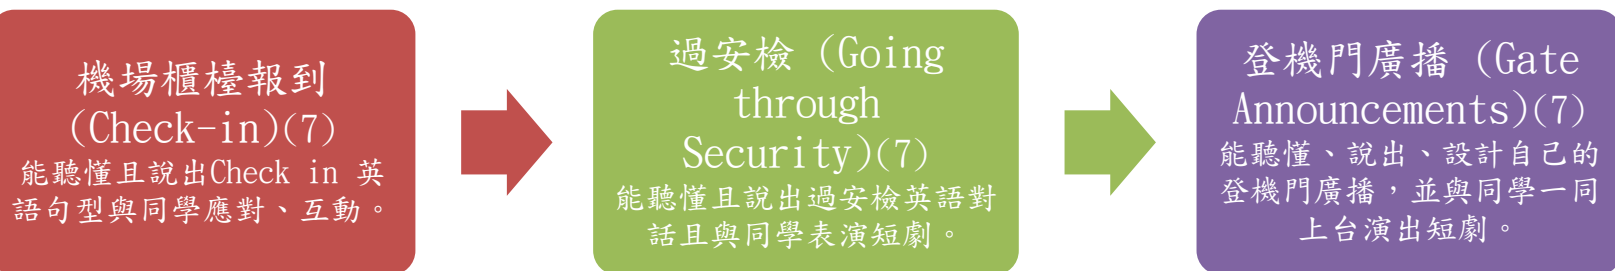 機場櫃檯報到
(Check-in)(7)
能聽懂且說出Check in 英
語句型與同學應對、互動。
過安檢 (Going
through
Security)(7)
能聽懂且說出過安檢英語對
話且與同學表演短劇。
登機門廣播 (Gate
Announcements)(7)
能聽懂、說出、設計自己的
登機門廣播，並與同學一同
上台演出短劇。